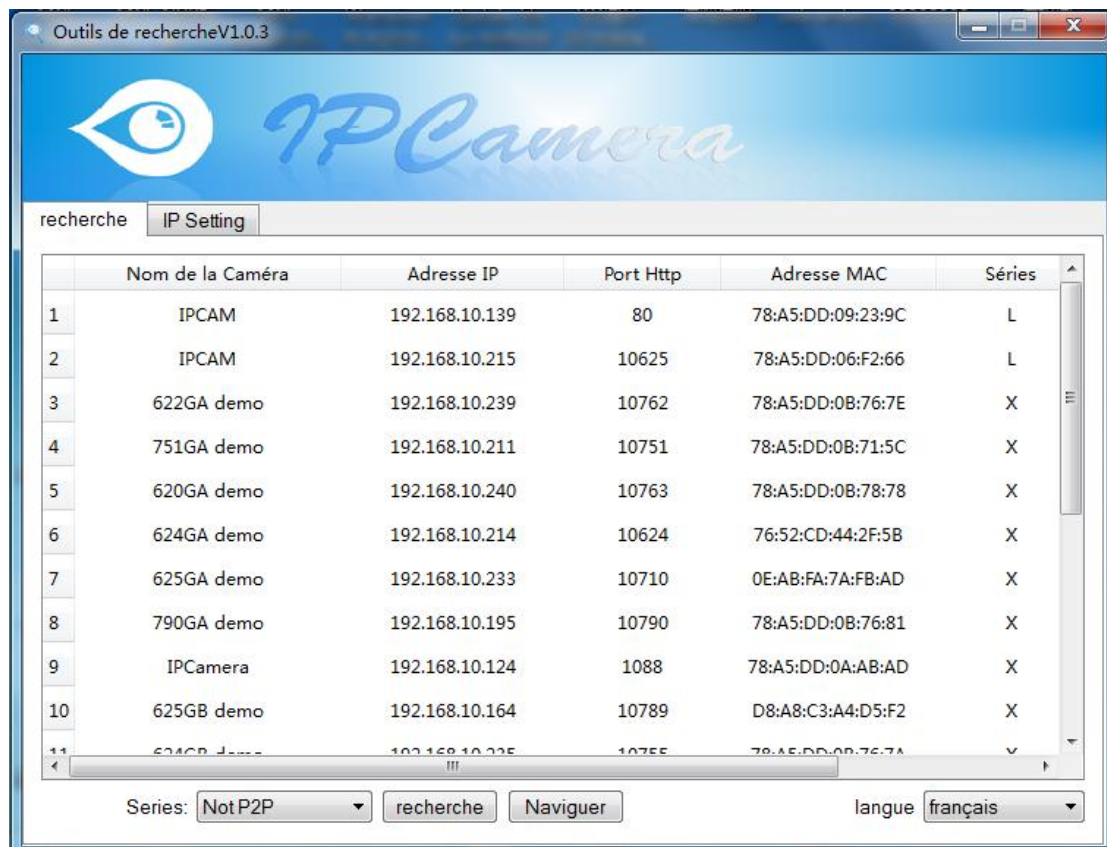 Outils de rechercheV1.0.3
IPCamera
recherche IP Setting
Nom de la Caméra Adresse IP Port Http Adresse MAC Séries
1 IPCAM 192.168.10.139 80 78:A5:DD:09:23:9C L
2 IPCAM 192.168.10.215 10625 78:A5:DD:06:F2:66 L
3 622GA demo 192.168.10.239 10762 78:A5:DD:0B:76:7E X
4 751GA demo 192.168.10.211 10751 78:A5:DD:0B:71:5C X
5 620GA demo 192.168.10.240 10763 78:A5:DD:0B:78:78 X
6 624GA demo 192.168.10.214 10624 76:52:CD:44:2F:5B X
7 625GA demo 192.168.10.233 10710 0E:AB:FA:7A:FB:AD X
8 790GA demo 192.168.10.195 10790 78:A5:DD:0B:76:81 X
9 IPCamera 192.168.10.124 1088 78:A5:DD:0A:AB:AD X
10 625GB demo 192.168.10.164 10789 D8:A8:C3:A4:D5:F2 X
11
Series: Not P2P recherche Naviguer langue français